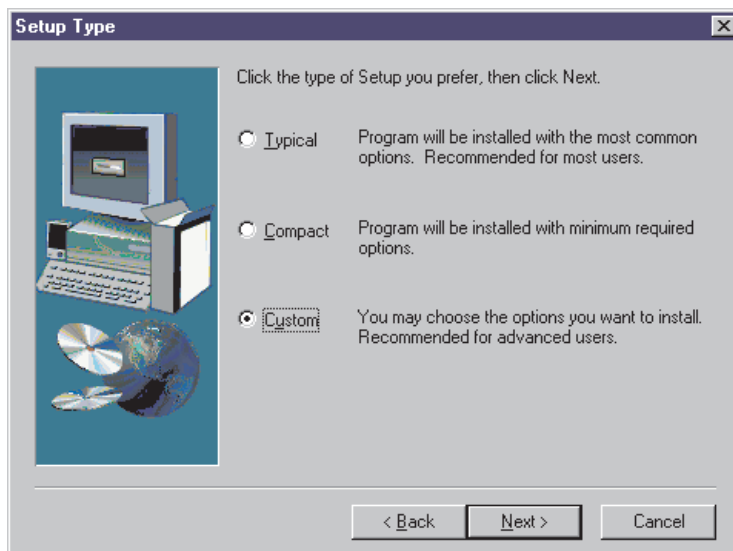 Setup Type
Click the type of Setup you prefer, then click Next.
Typical
Program will be installed with the most common
options.  Recommended for most users.
Compact
Program will be installed with minimum required
options.
Custom
You may choose the options you want to install.
Recommended for advanced users.
< Back
Next >
Cancel